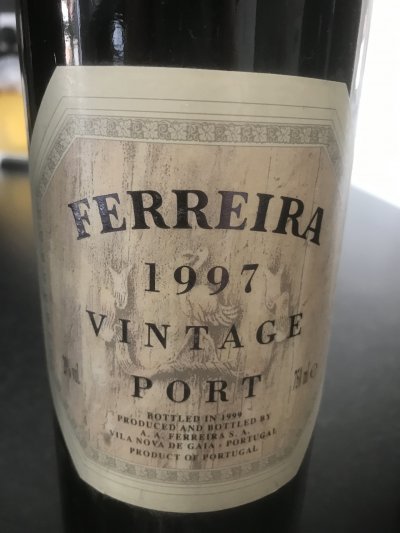 FERREIRA
1997
VINTAGE
PORT
BOTTLED IN 1999
PRODUCED AND BOTTLED BY
A. A. FERREIRA S. A.
VILA NOVA DE GAIA - PORTUGAL
PRODUCT OF PORTUGAL